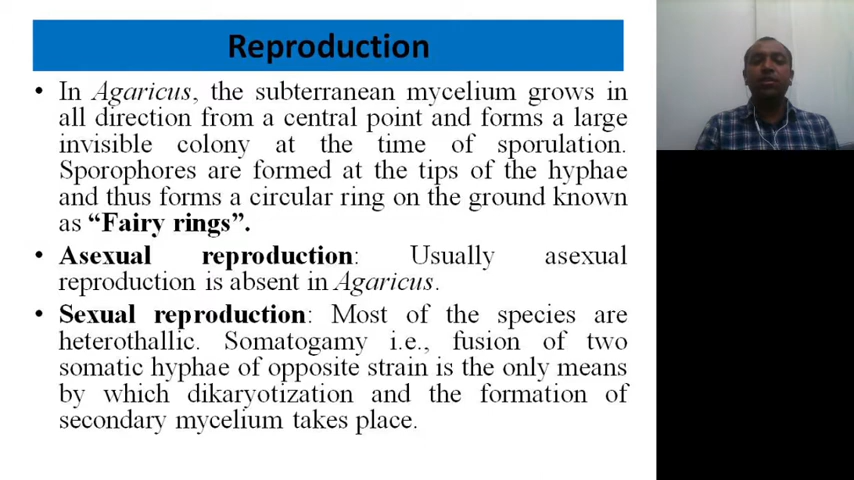 Reproduction
• In Agaricus, the subterranean mycelium grows in
all direction from a central point and forms a large
invisible colony at the time of sporulation.
Sporophores are formed at the tips of the hyphae
and thus forms a circular ring on the ground known
as “Fairy rings”.
• Asexual reproduction: Usually asexual
reproduction is absent in Agaricus.
• Sexual reproduction: Most of the species are
heterothallic. Somatogamy i.e., fusion of two
somatic hyphae of opposite strain is the only means
by which dikaryotization and the formation of
secondary mycelium takes place.